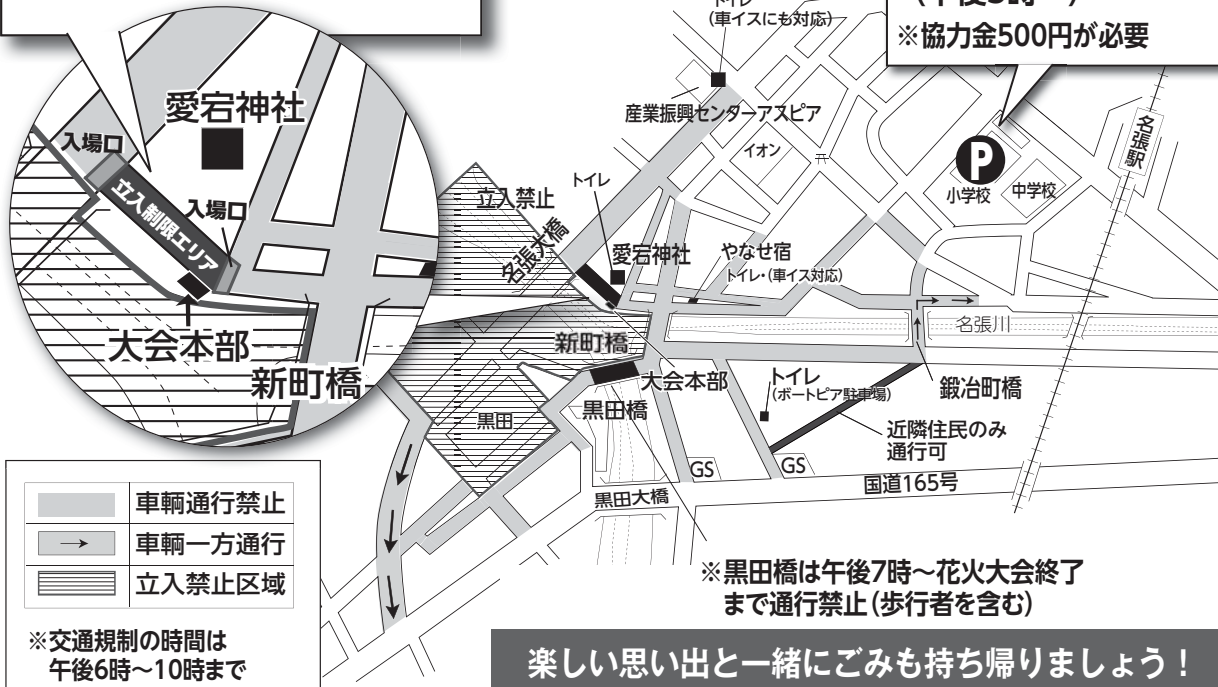 トイレ
(車イスにも対応)
※協力金500円が必要
愛宕神社
入場口
立入制限エリア
入場口
大会本部
新町橋
産業振興センターアスピア
イオン
P
小学校
中学校
名張駅
立入禁止
トイレ
名張大橋
愛宕神社
やなせ宿
トイレ・(車イス対応)
名張川
新町橋
大会本部
トイレ
(ボートピア駐車場)
鍛冶町橋
黒田橋
黒田
近隣住民のみ
通行可
GS
GS
国道165号
黒田大橋
車輌通行禁止
車輌一方通行
立入禁止区域
※交通規制の時間は
午後6時～10時まで
※黒田橋は午後7時～花火大会終了
まで通行禁止(歩行者を含む)
楽しい思い出と一緒にごみも持ち帰りましょう！